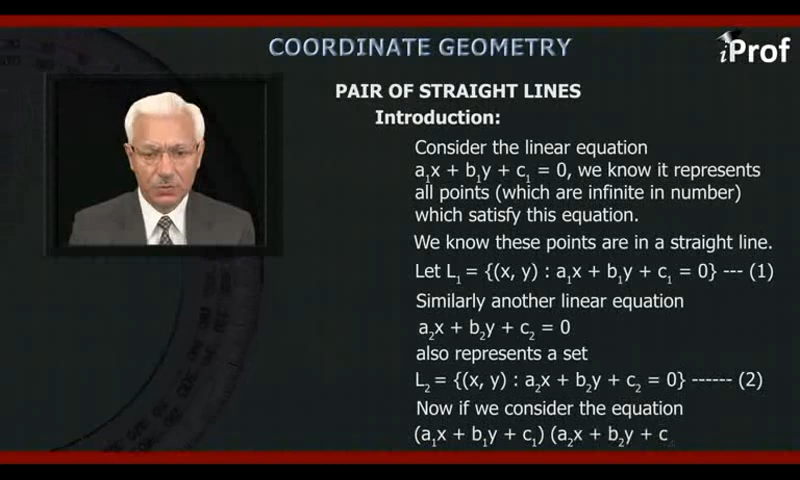 COORDINATE GEOMETRY
iProf
PAIR OF STRAIGHT LINES
Introduction:
Consider the linear equation
a₁x + b₁y + c₁ = 0, we know it represents
all points (which are infinite in number)
which satisfy this equation.
We know these points are in a straight line.
Let L₁ = {(x, y) : a₁x + b₁y + c₁ = 0} --- (1)
Similarly another linear equation
a₂x + b₂y + c₂ = 0
also represents a set
L₂ = {(x, y) : a₂x + b₂y + c₂ = 0} ------ (2)
Now if we consider the equation
(a₁x + b₁y + c₁) (a₂x + b₂y + c